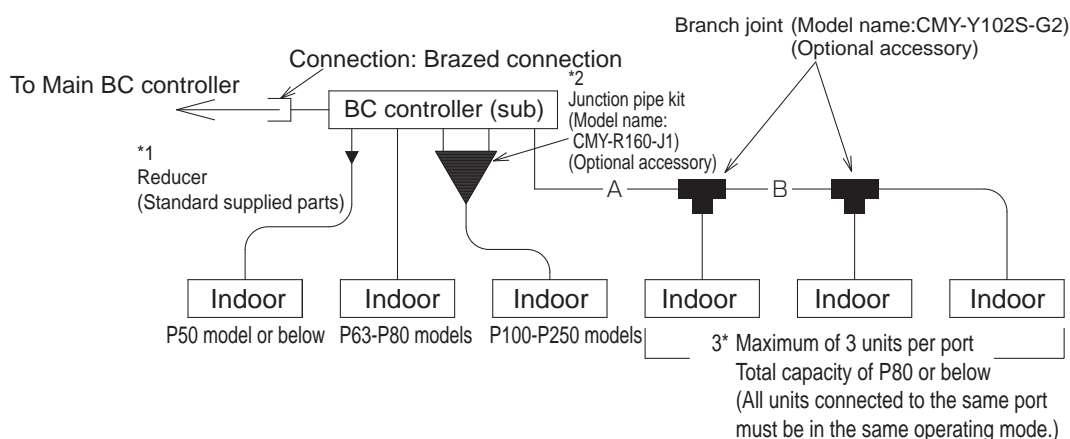 Branch joint (Model name:CMY-Y102S-G2)
(Optional accessory)
Connection: Brazed connection
To Main BC controller
BC controller (sub)
*2
Junction pipe kit
(Model name:
CMY-R160-J1)
(Optional accessory)
*1
Reducer
(Standard supplied parts)
A
B
Indoor
Indoor
Indoor
Indoor
Indoor
Indoor
P50 model or below
P63-P80 models
P100-P250 models
3* Maximum of 3 units per port
Total capacity of P80 or below
(All units connected to the same port
must be in the same operating mode.)